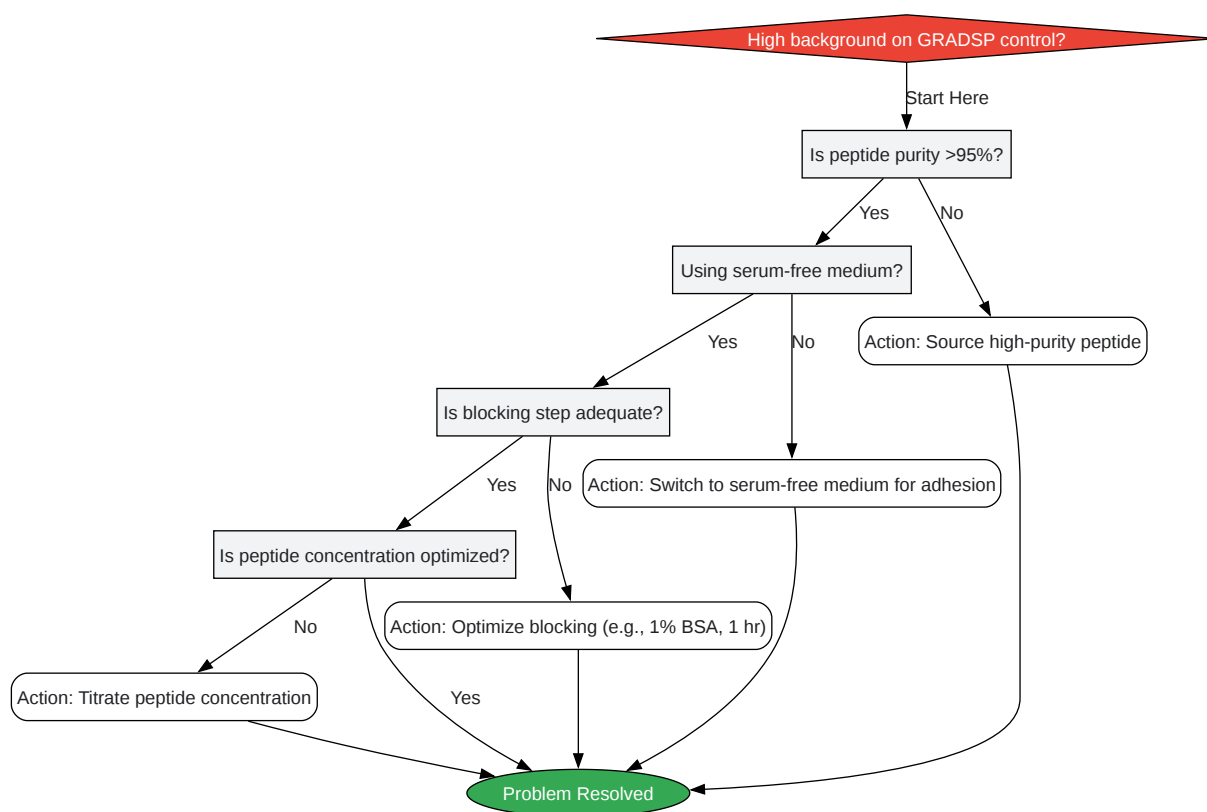 High background on GRADSP control?
Start Here
Is peptide purity >95%?
Yes
No
Using serum-free medium?
Yes
No
Action: Source high-purity peptide
Is blocking step adequate?
Yes
No
Action: Switch to serum-free medium for adhesion
Is peptide concentration optimized?
No
Yes
Action: Optimize blocking (e.g., 1% BSA, 1 hr)
Action: Titrate peptide concentration
Problem Resolved